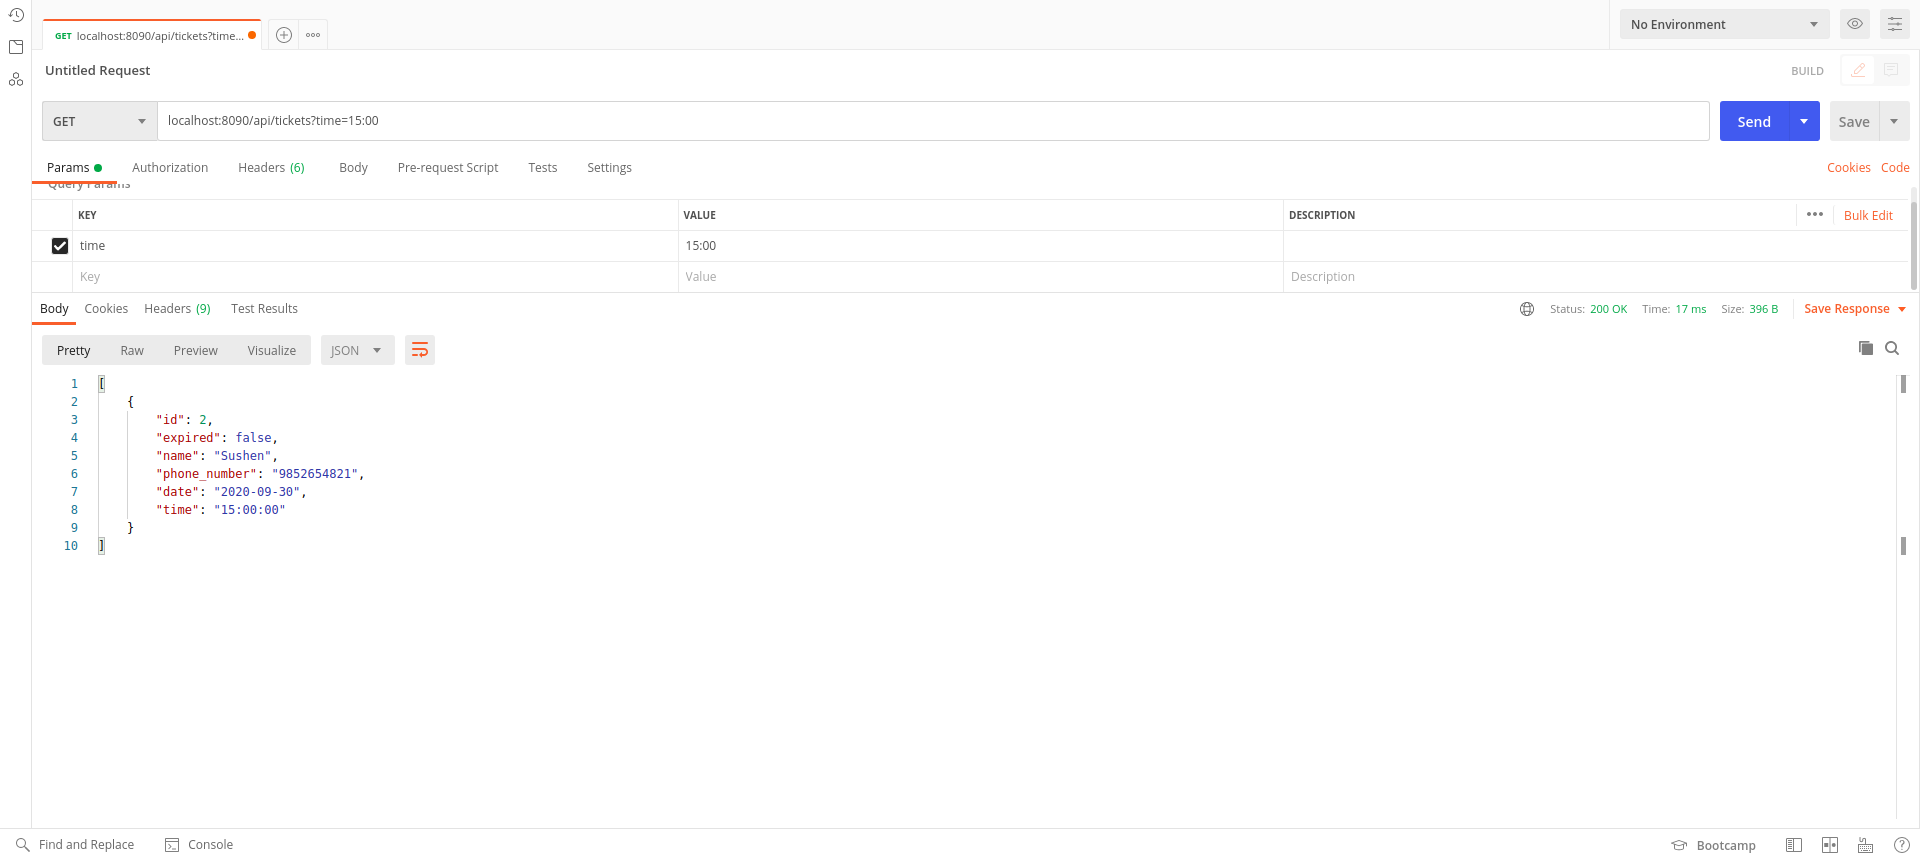 GET localhost:8090/api/tickets?time...
No Environment
Untitled Request
BUILD
GET localhost:8090/api/tickets?time=15:00 Send Save
Params Authorization Headers (6) Body Pre-request Script Tests Settings Cookies Code
Query Params
KEY VALUE DESCRIPTION Bulk Edit
time 15:00
Key Value Description
Body Cookies Headers (9) Test Results Status: 200 OK Time: 17 ms Size: 396 B Save Response
Pretty Raw Preview Visualize JSON
1 [
2 {
3 "id": 2,
4 "expired": false,
5 "name": "Sushen",
6 "phone_number": "9852654821",
7 "date": "2020-09-30",
8 "time": "15:00:00"
9 }
10 ]
Find and Replace Console Bootcamp